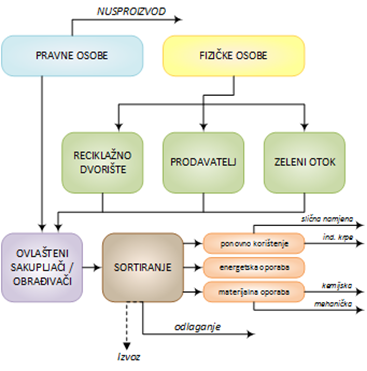 NUSPROIZVOD
PRAVNE OSOBE
FIZIČKE OSOBE
RECIKLAŽNO
DVORIŠTE
PRODAVATELJ
ZELENI OTOK
slična namjena
ind. krpe
OVLAŠTENI
SAKUPLJAČI /
OBRAĐIVAČI
SORTIRANJE
ponovno korištenje
energetska oporaba
materijalna oporaba
kemijska
mehanička
odlaganje
Izvoz